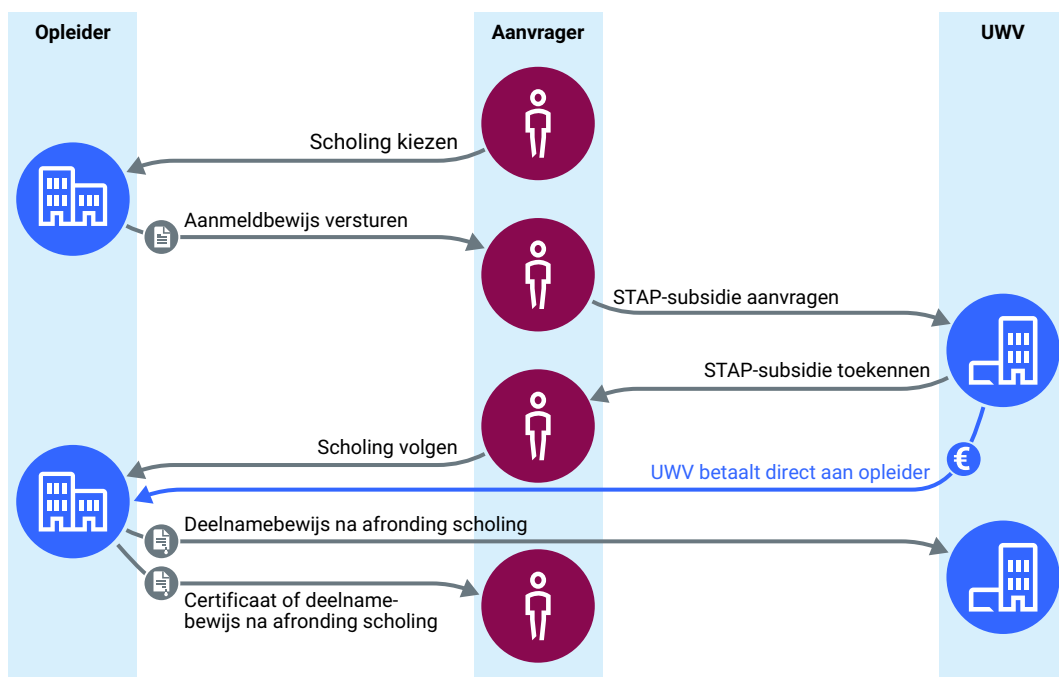 Opleider
Aanvrager
UWV
Scholing kiezen
Aanmeldbewijs versturen
STAP-subsidie aanvragen
STAP-subsidie toekennen
Scholing volgen
€
UWV betaalt direct aan opleider
Deelnamebewijs na afronding scholing
Certificaat of deelname-
bewijs na afronding scholing